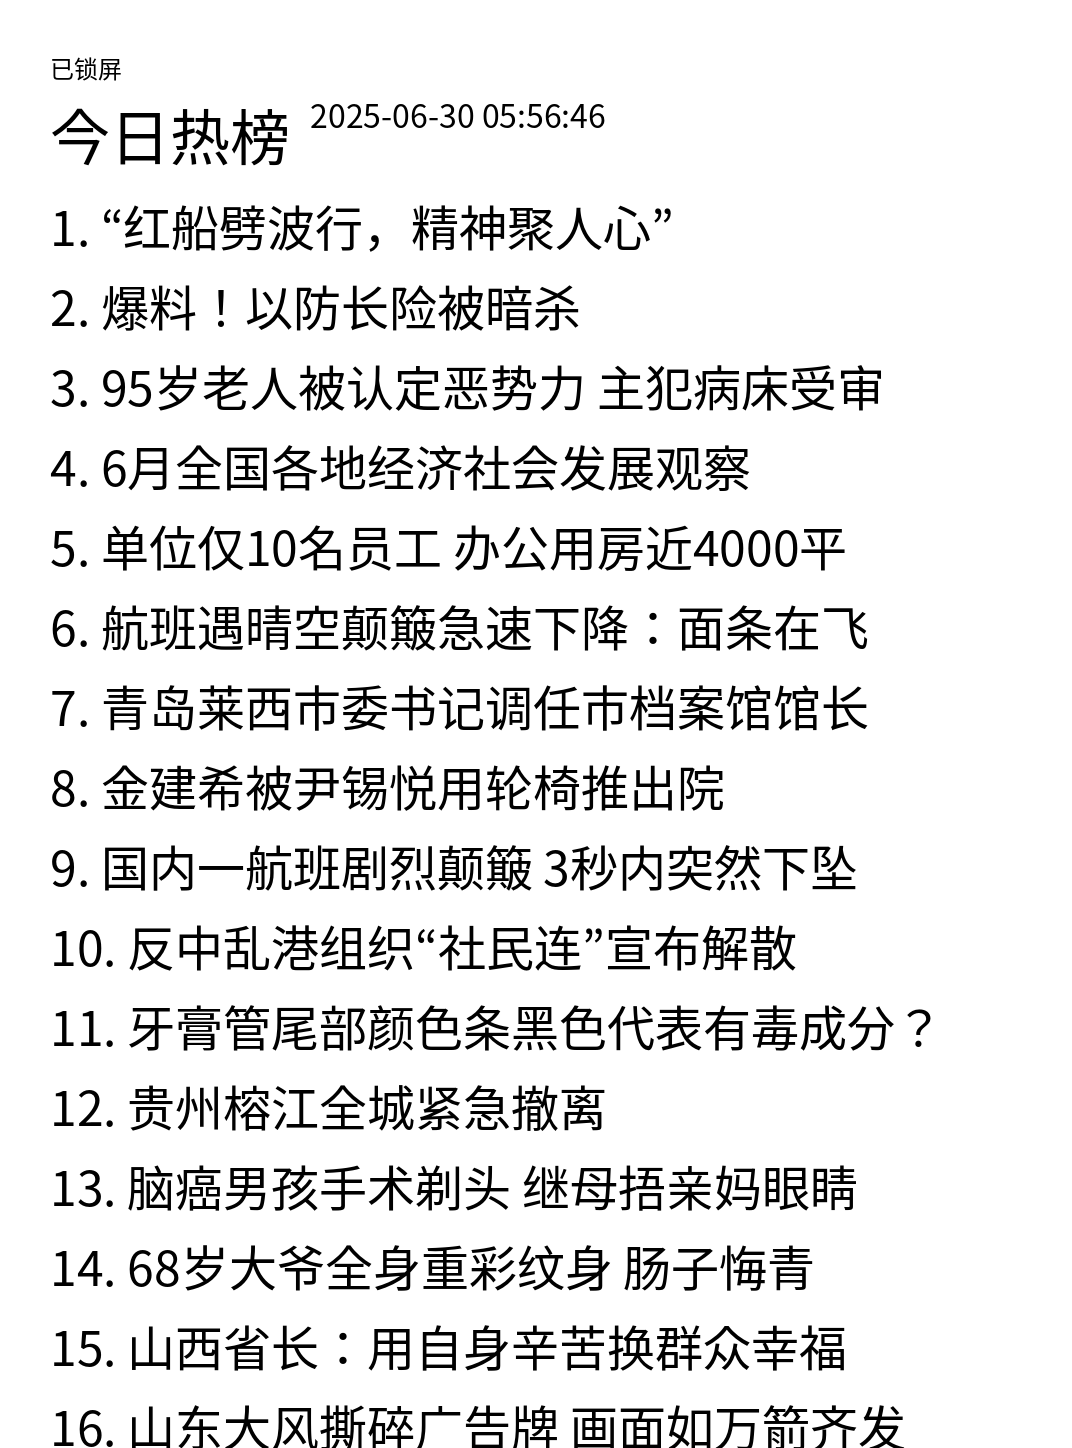 已锁屏
今日热榜 2025-06-30 05:56:46
1. “红船劈波行，精神聚人心”
2. 爆料！以防长险被暗杀
3. 95岁老人被认定恶势力 主犯病床受审
4. 6月全国各地经济社会发展观察
5. 单位仅10名员工 办公用房近4000平
6. 航班遇晴空颠簸急速下降：面条在飞
7. 青岛莱西市委书记调任市档案馆馆长
8. 金建希被尹锡悦用轮椅推出院
9. 国内一航班剧烈颠簸 3秒内突然下坠
10. 反中乱港组织“社民连”宣布解散
11. 牙膏管尾部颜色条黑色代表有毒成分？
12. 贵州榕江全城紧急撤离
13. 脑癌男孩手术剃头 继母捂亲妈眼睛
14. 68岁大爷全身重彩纹身 肠子悔青
15. 山西省长：用自身辛苦换群众幸福
16. 山东大风撕碎广告牌 画面如万箭齐发